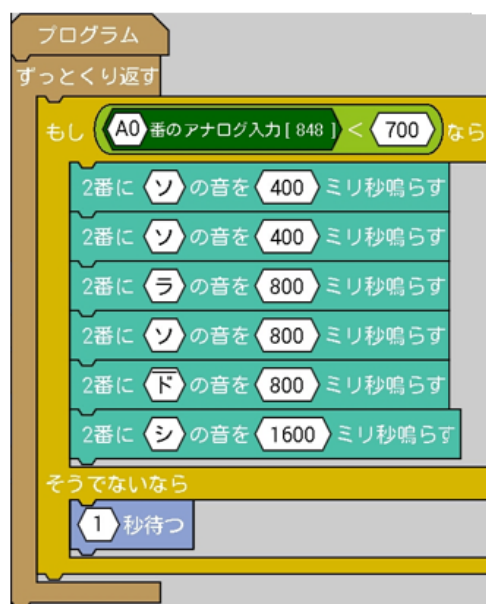 プログラム
ずっとくり返す
もし A0 番のアナログ入力 [ 848 ] < 700 なら
2番に ソ の音を 400 ミリ秒鳴らす
2番に ソ の音を 400 ミリ秒鳴らす
2番に ラ の音を 800 ミリ秒鳴らす
2番に ソ の音を 800 ミリ秒鳴らす
2番に ド̅ の音を 800 ミリ秒鳴らす
2番に シ の音を 1600 ミリ秒鳴らす
そうでないなら
1 秒待つ